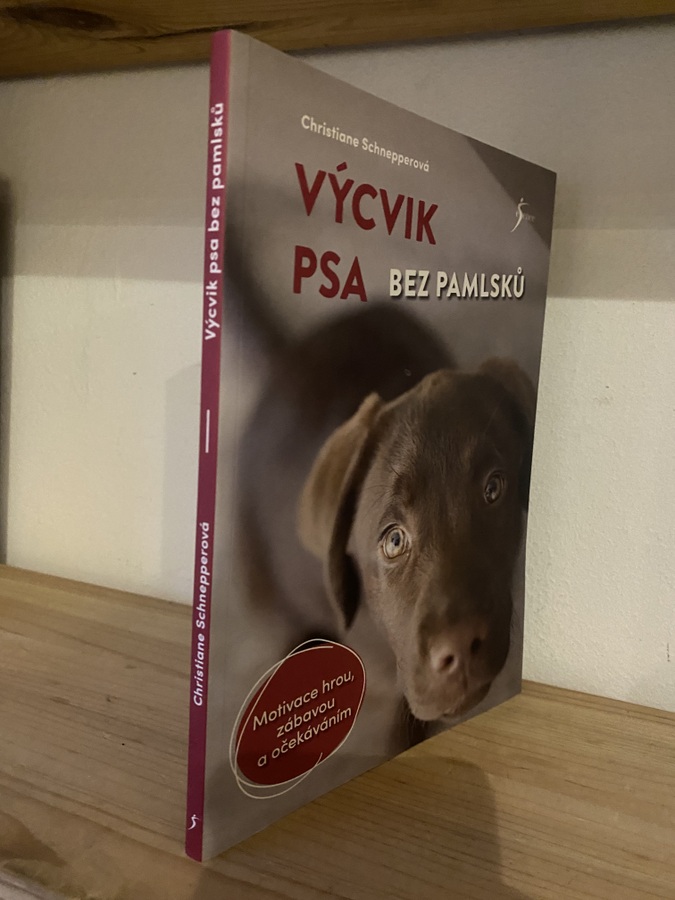 Christiane Schnepperová
VÝCVIK
PSA BEZ PAMLSKŮ
Motivace hrou,
zábavou
a očekáváním
Výcvik psa bez pamlsků
Christiane Schnepperová